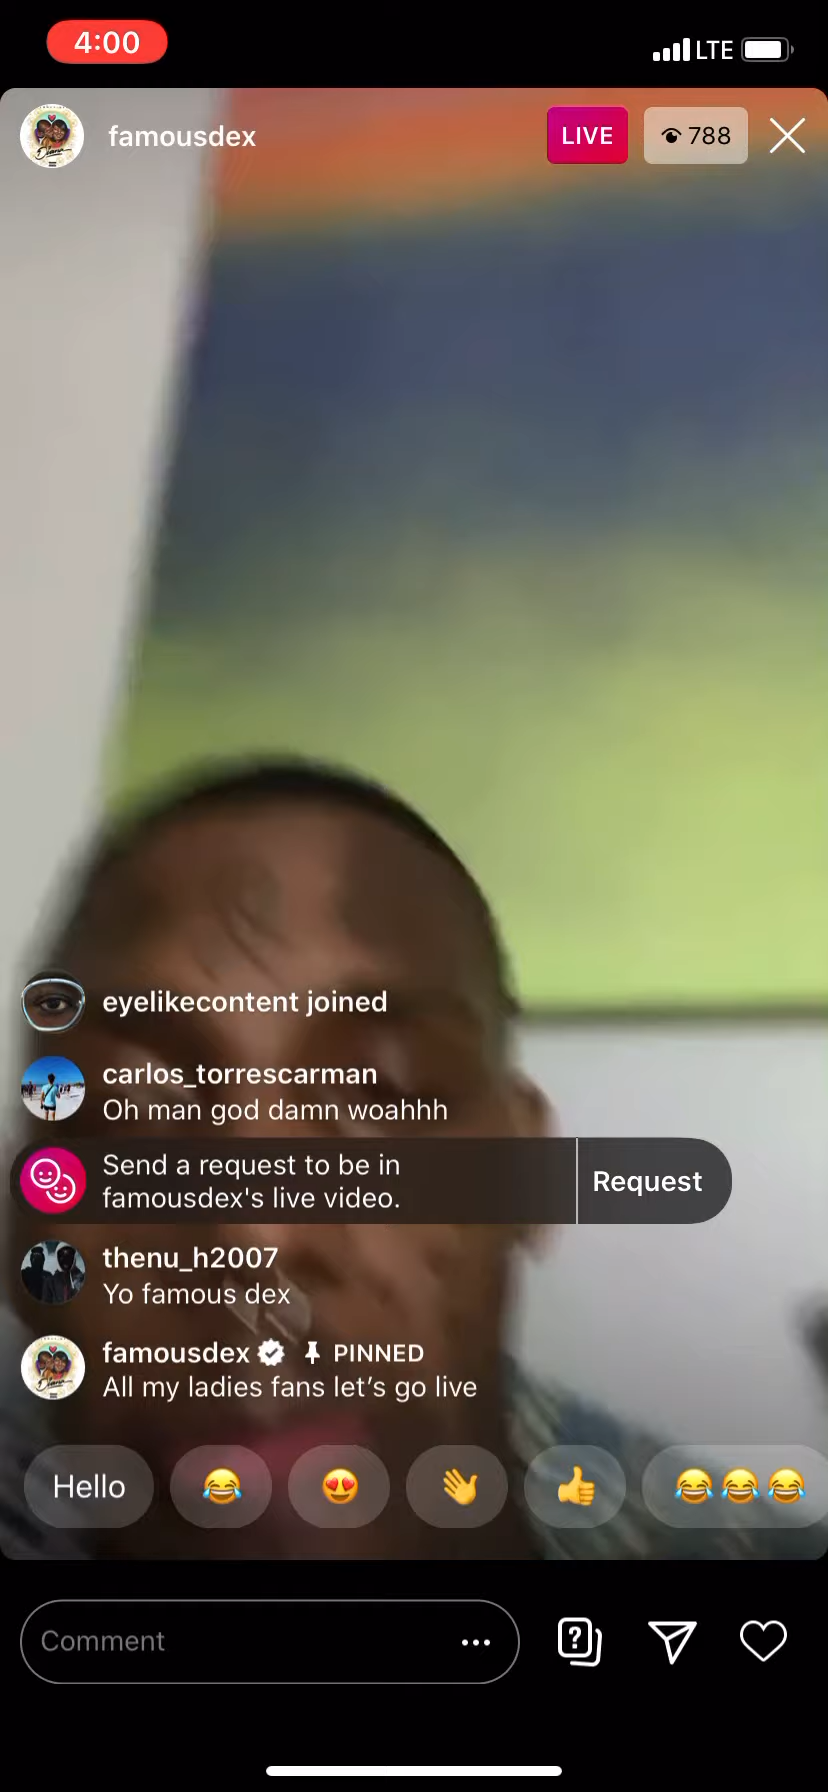 4:00
LTE
famousdex
LIVE
788
eyelikecontent joined
carlos_torrescarman
Oh man god damn woahhh
Send a request to be in
famousdex's live video.
Request
thenu_h2007
Yo famous dex
famousdex PINNED
All my ladies fans let’s go live
Hello
Comment